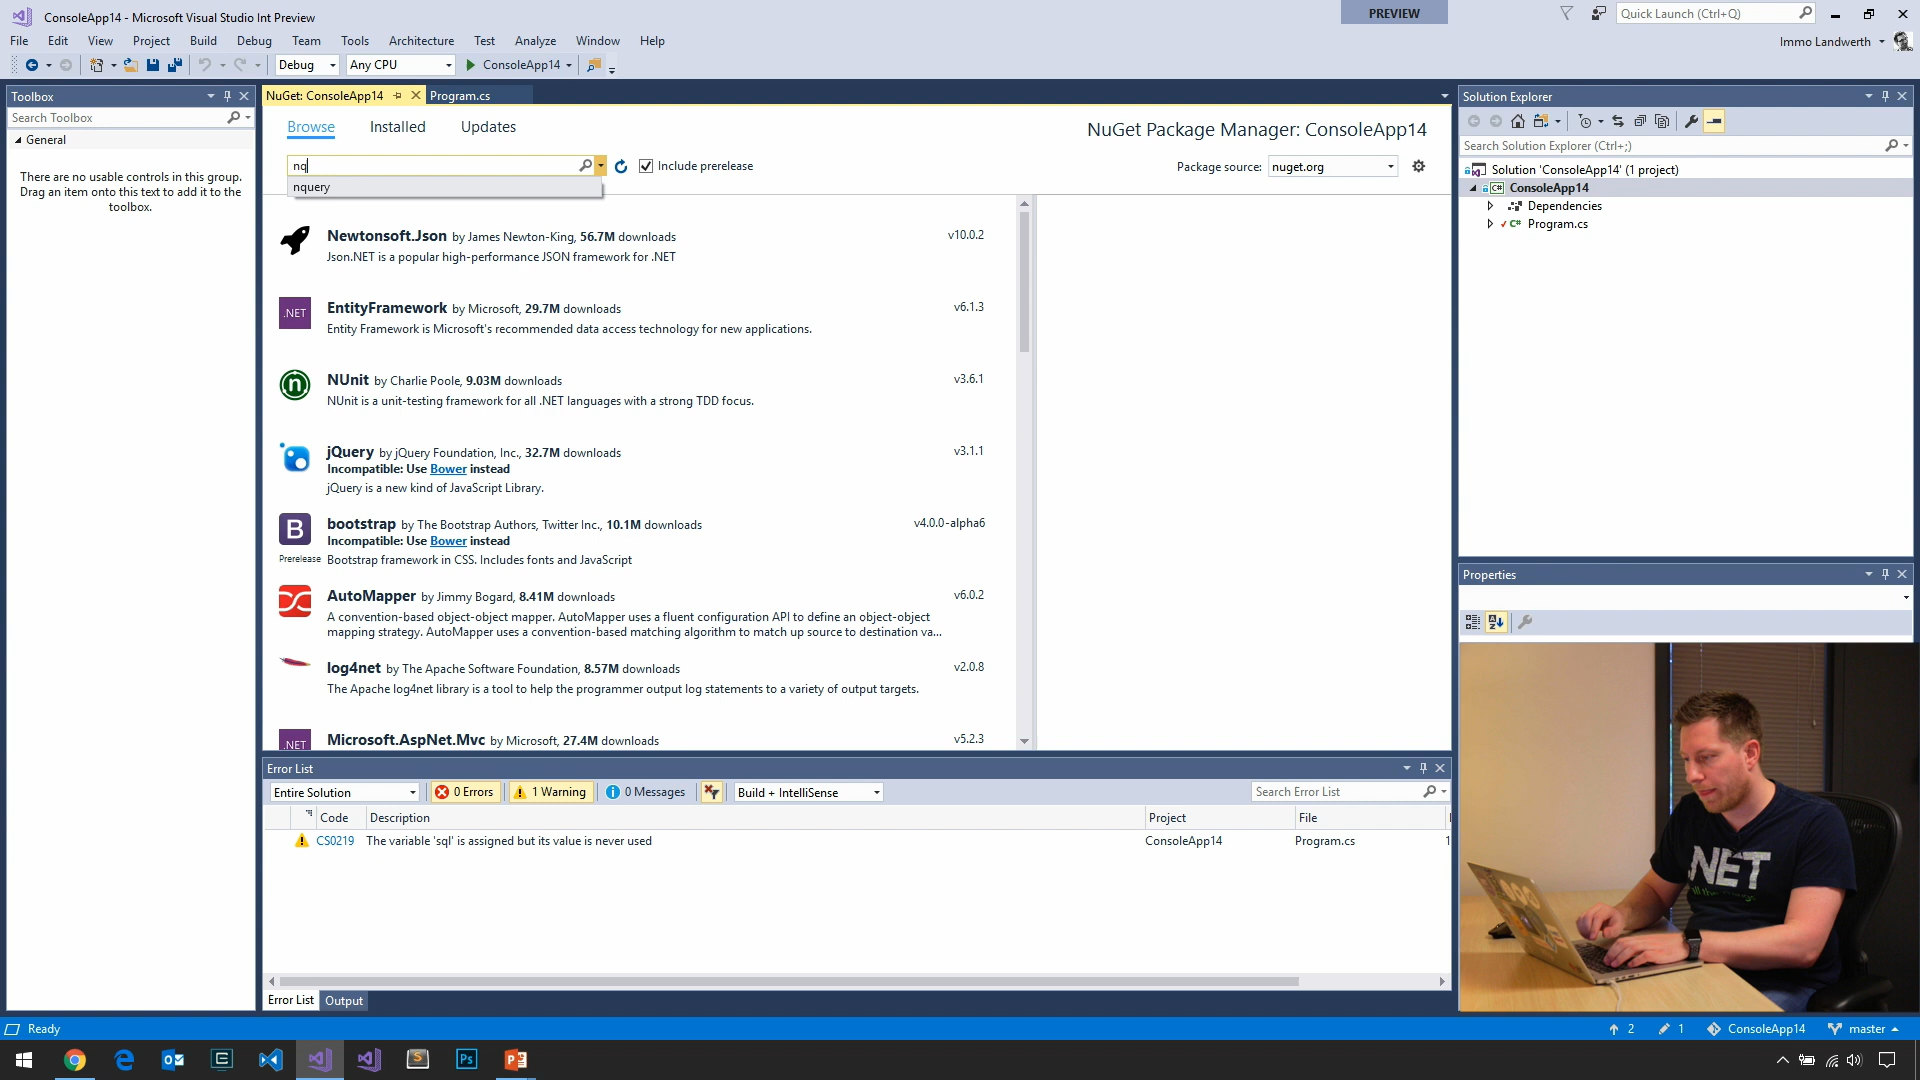 ConsoleApp14 - Microsoft Visual Studio Int Preview
PREVIEW
Quick Launch (Ctrl+Q)
File Edit View Project Build Debug Team Tools Architecture Test Analyze Window Help
Immo Landwerth
Debug Any CPU ConsoleApp14
Toolbox
Search Toolbox
General
There are no usable controls in this group.
Drag an item onto this text to add it to the
toolbox.
NuGet: ConsoleApp14 Program.cs
Browse Installed Updates
NuGet Package Manager: ConsoleApp14
nq
Include prerelease
Package source: nuget.org
nquery
Newtonsoft.Json by James Newton-King, 56.7M downloads v10.0.2
Json.NET is a popular high-performance JSON framework for .NET
.NET
EntityFramework by Microsoft, 29.7M downloads v6.1.3
Entity Framework is Microsoft's recommended data access technology for new applications.
n
NUnit by Charlie Poole, 9.03M downloads v3.6.1
NUnit is a unit-testing framework for all .NET languages with a strong TDD focus.
jQuery by jQuery Foundation, Inc., 32.7M downloads v3.1.1
Incompatible: Use Bower instead
jQuery is a new kind of JavaScript Library.
B
bootstrap by The Bootstrap Authors, Twitter Inc., 10.1M downloads v4.0.0-alpha6
Incompatible: Use Bower instead
Prerelease Bootstrap framework in CSS. Includes fonts and JavaScript
AutoMapper by Jimmy Bogard, 8.41M downloads v6.0.2
A convention-based object-object mapper. AutoMapper uses a fluent configuration API to define an object-object
mapping strategy. AutoMapper uses a convention-based matching algorithm to match up source to destination va...
log4net by The Apache Software Foundation, 8.57M downloads v2.0.8
The Apache log4net library is a tool to help the programmer output log statements to a variety of output targets.
.NET
Microsoft.AspNet.Mvc by Microsoft, 27.4M downloads v5.2.3
Error List
Entire Solution 0 Errors 1 Warning 0 Messages Build + IntelliSense Search Error List
Code Description Project File
CS0219 The variable 'sql' is assigned but its value is never used ConsoleApp14 Program.cs 1
Error List Output
Solution Explorer
Search Solution Explorer (Ctrl+;)
Solution 'ConsoleApp14' (1 project)
C# ConsoleApp14
Dependencies
C# Program.cs
Properties
.NET
Ready
2 1 ConsoleApp14 master